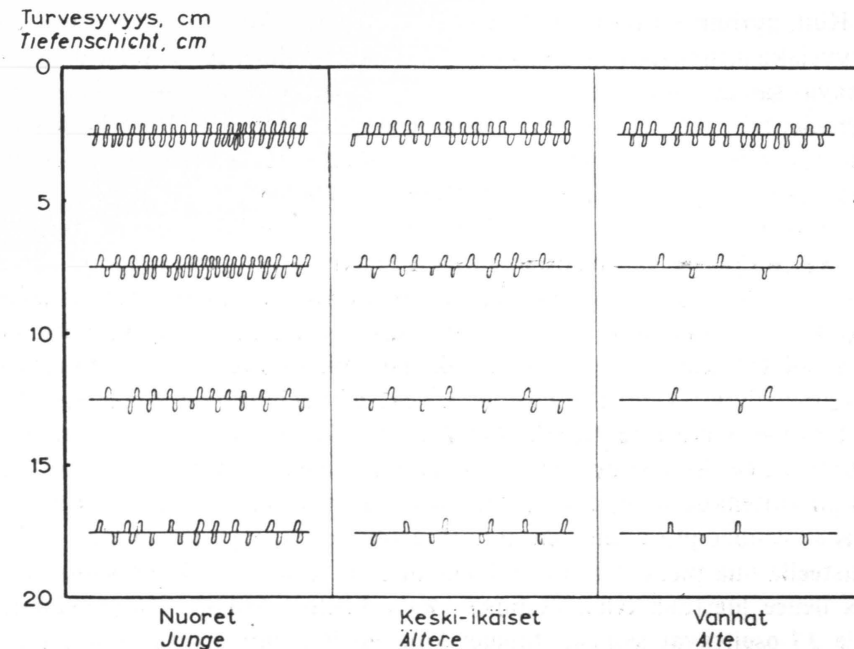 Turvesyvyys, cm
Tiefenschicht, cm
0
5
10
15
20
Nuoret
Junge
Keski-ikäiset
Ältere
Vanhat
Alte